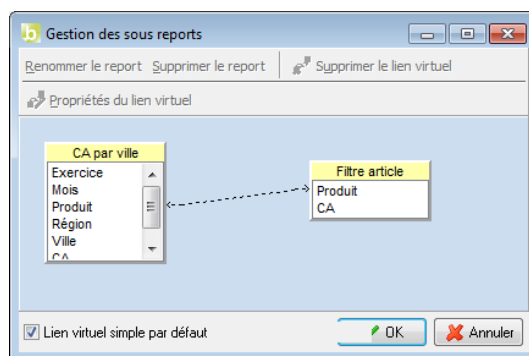 Gestion des sous reports
Renommer le report Supprimer le report Supprimer le lien virtuel
Propriétés du lien virtuel
CA par ville
Exercice
Mois
Produit
Région
Ville
CA
Filtre article
Produit
CA
Lien virtuel simple par défaut
OK
Annuler